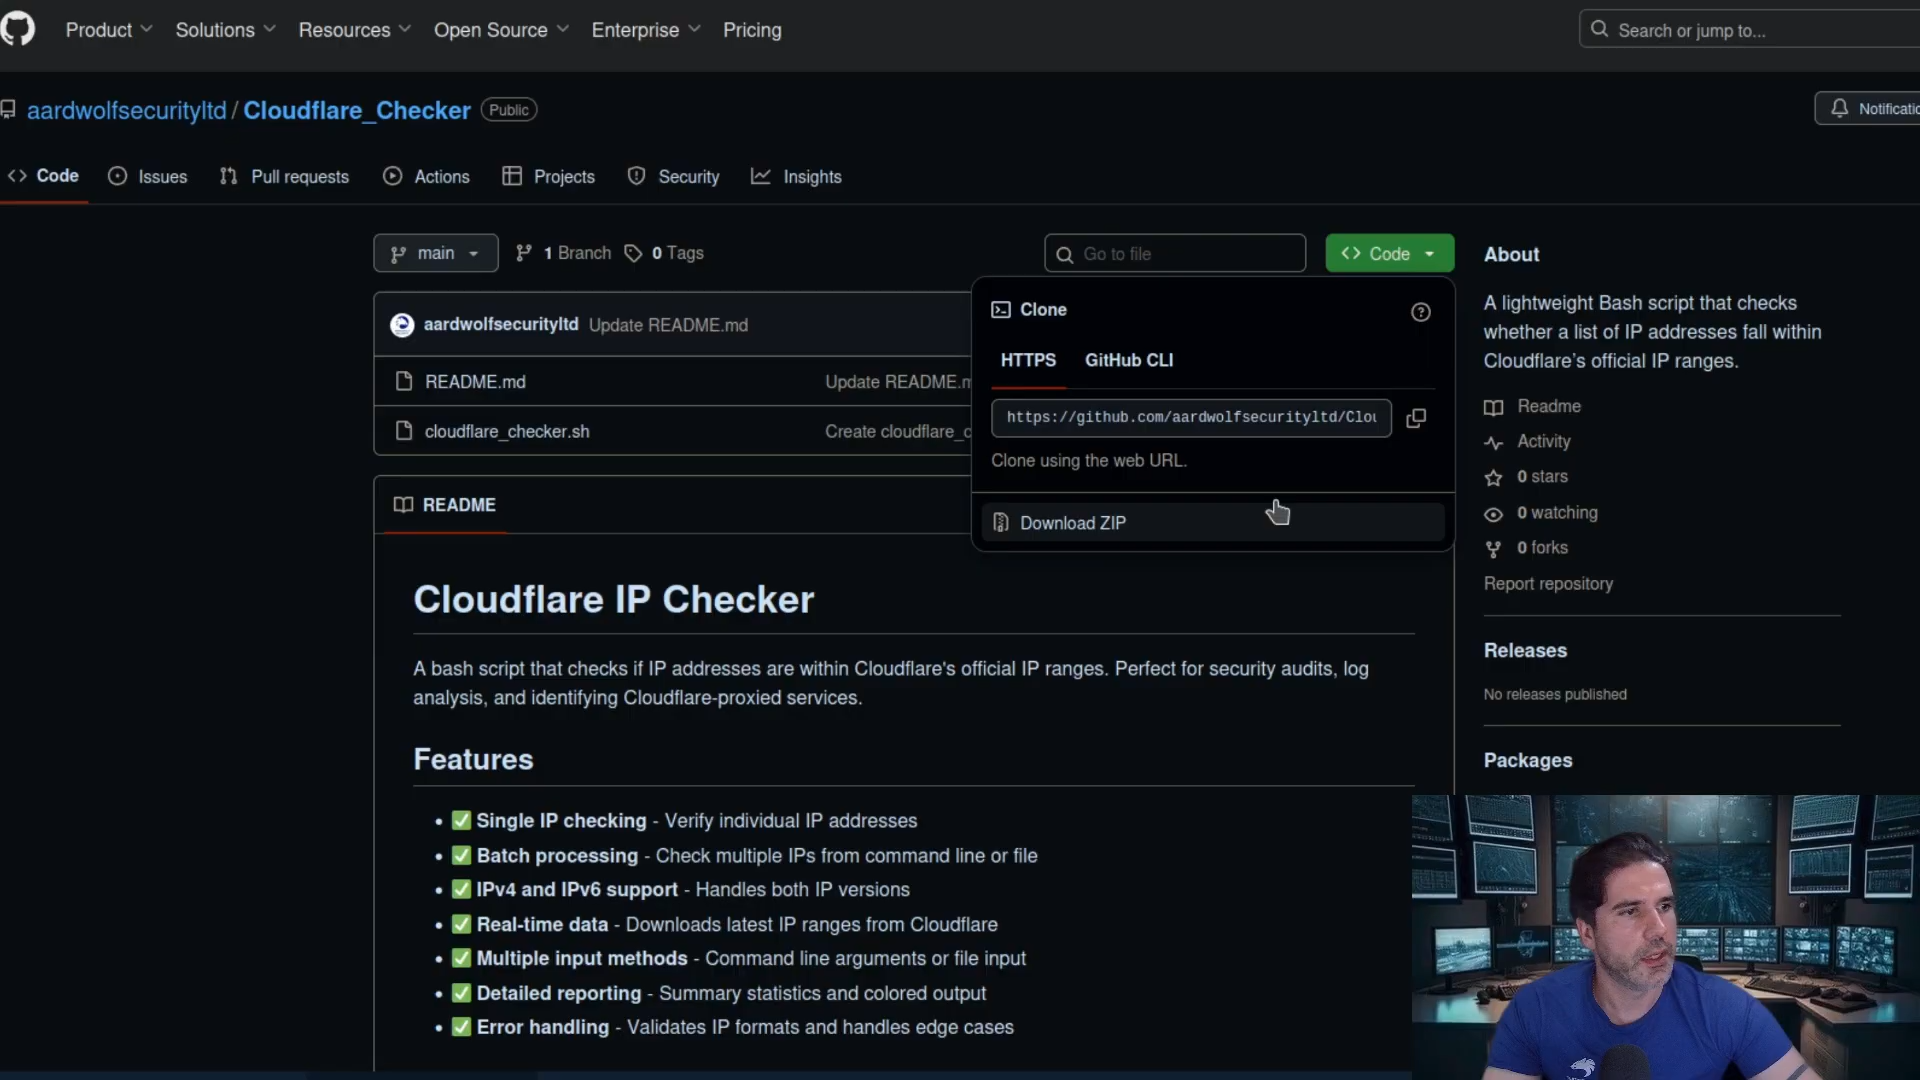 Product Solutions Resources Open Source Enterprise Pricing
Search or jump to...
aardwolfsecurityltd / Cloudflare_Checker Public
Code Issues Pull requests Actions Projects Security Insights
main 1 Branch 0 Tags
Go to file
Code
aardwolfsecurityltd Update README.md
README.md Update README.m
cloudflare_checker.sh Create cloudflare_c
Clone
HTTPS GitHub CLI
https://github.com/aardwolfsecurityltd/Clou
Clone using the web URL.
Download ZIP
README
Cloudflare IP Checker
A bash script that checks if IP addresses are within Cloudflare's official IP ranges. Perfect for security audits, log
analysis, and identifying Cloudflare-proxied services.
Features
• ✅ Single IP checking - Verify individual IP addresses
• ✅ Batch processing - Check multiple IPs from command line or file
• ✅ IPv4 and IPv6 support - Handles both IP versions
• ✅ Real-time data - Downloads latest IP ranges from Cloudflare
• ✅ Multiple input methods - Command line arguments or file input
• ✅ Detailed reporting - Summary statistics and colored output
• ✅ Error handling - Validates IP formats and handles edge cases
Notificatio
About
A lightweight Bash script that checks
whether a list of IP addresses fall within
Cloudflare's official IP ranges.
Readme
Activity
0 stars
0 watching
0 forks
Report repository
Releases
No releases published
Packages